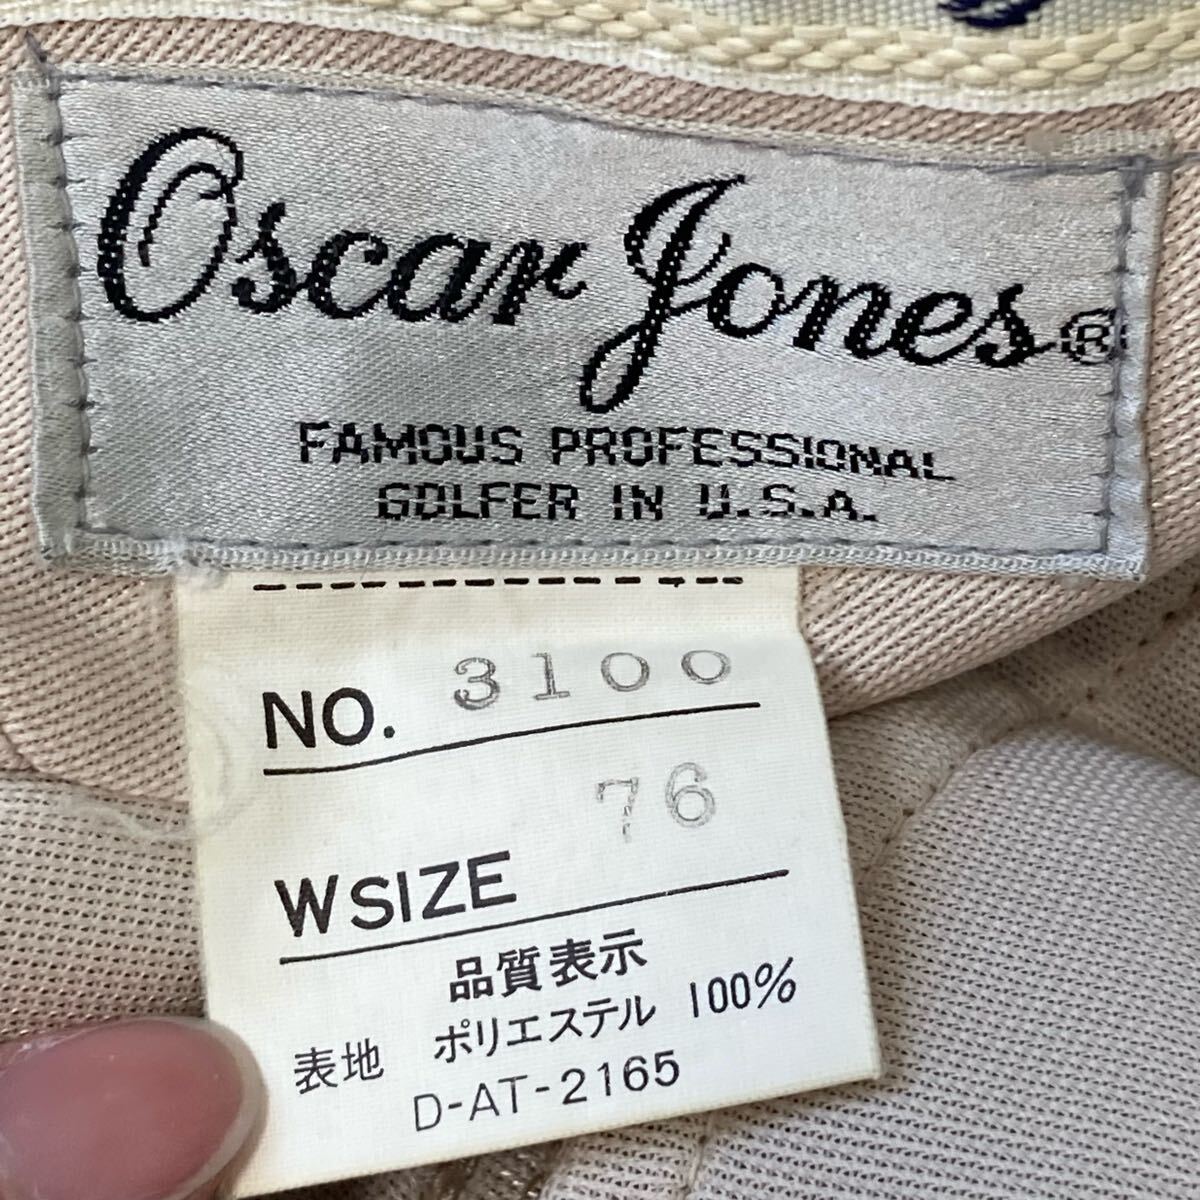 Oscar Jones®
FAMOUS PROFESSIONAL
GOLFER IN U.S.A.
NO. 3100
76
W SIZE
品質表示
表地 ポリエステル 100%
D-AT-2165